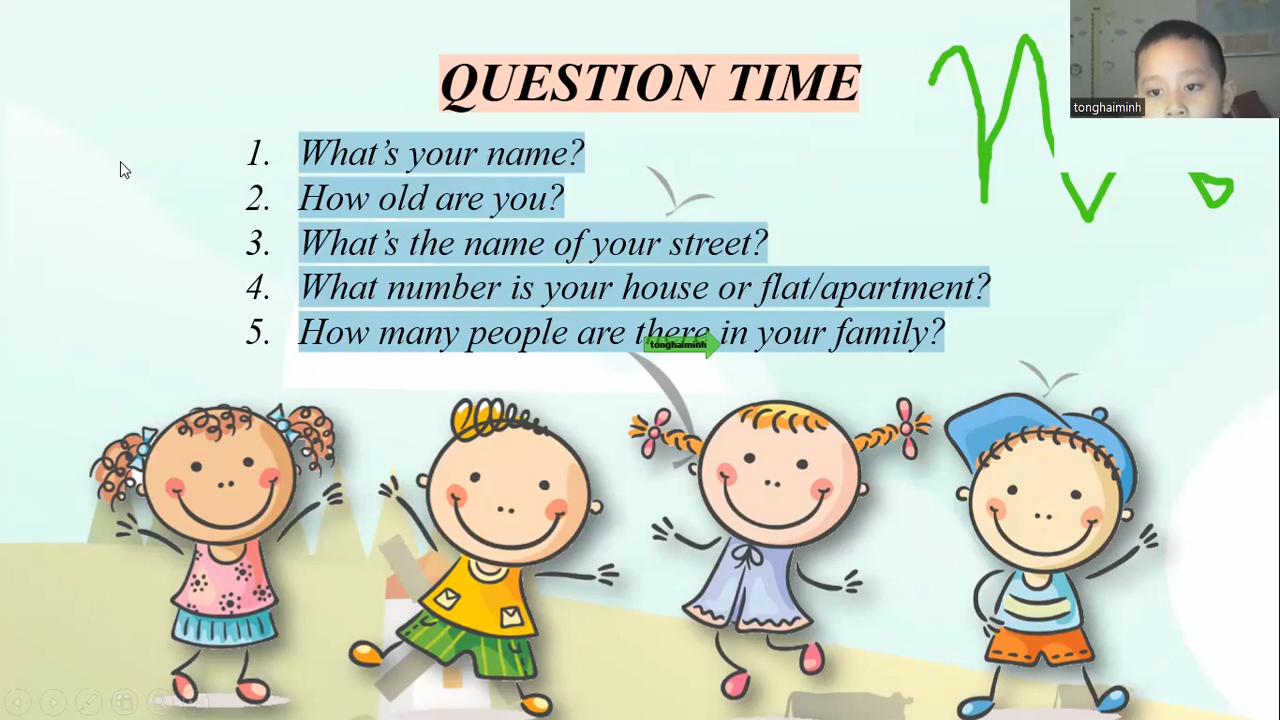 QUESTION TIME
tonghaiminh
1. What's your name?
2. How old are you?
3. What's the name of your street?
4. What number is your house or flat/apartment?
5. How many people are there in your family?
tonghaiminh